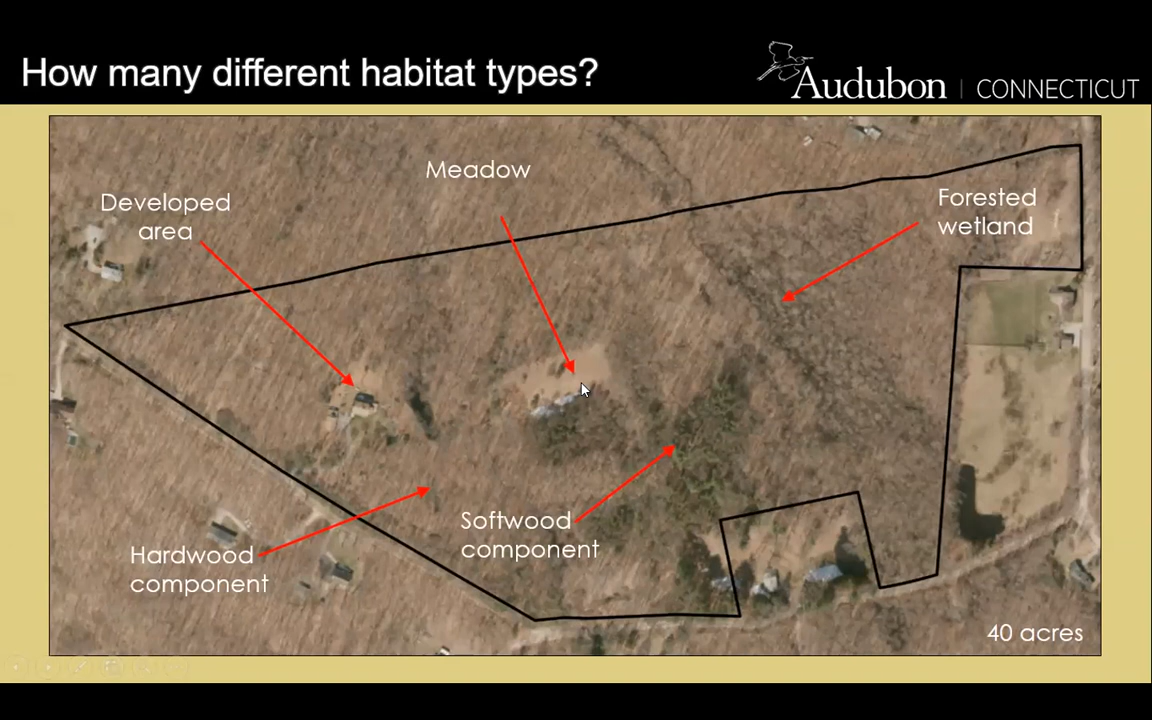 How many different habitat types?
Audubon | CONNECTICUT
Meadow
Developed
area
Forested
wetland
Softwood
component
Hardwood
component
40 acres